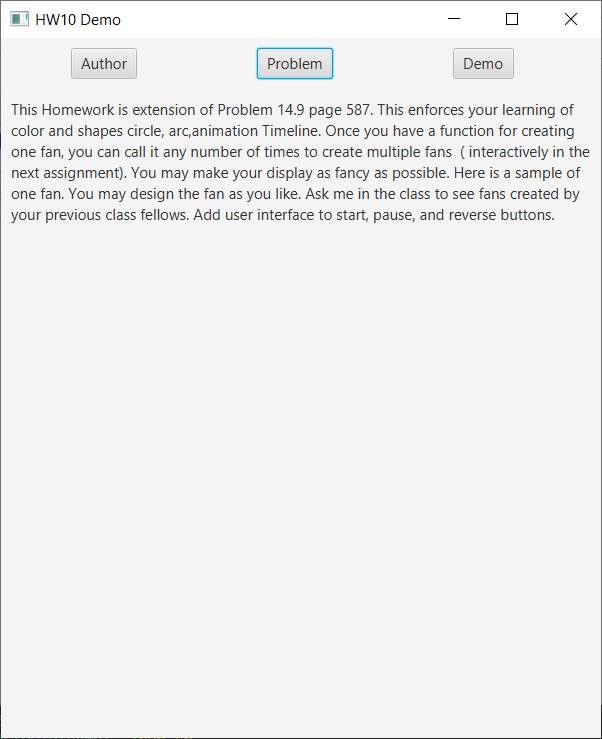 HW10 Demo
Author Problem Demo
This Homework is extension of Problem 14.9 page 587. This enforces your learning of
color and shapes circle, arc,animation Timeline. Once you have a function for creating
one fan, you can call it any number of times to create multiple fans  ( interactively in the
next assignment). You may make your display as fancy as possible. Here is a sample of
one fan. You may design the fan as you like. Ask me in the class to see fans created by
your previous class fellows. Add user interface to start, pause, and reverse buttons.